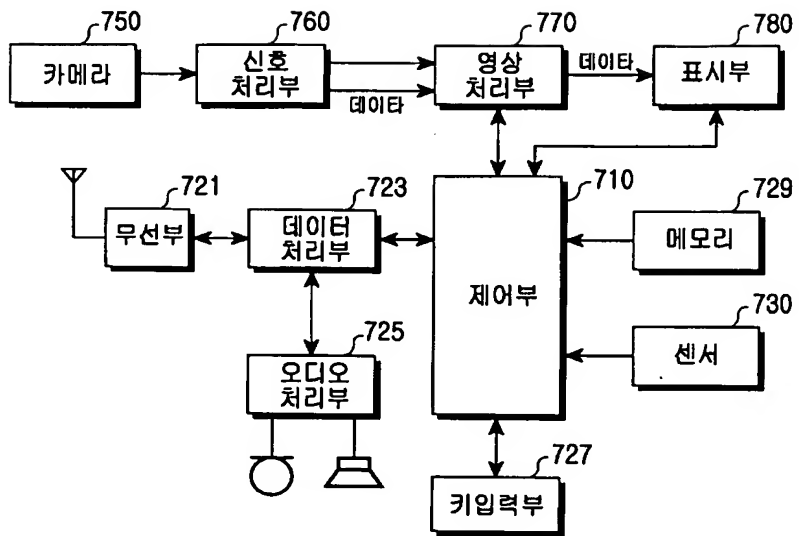 750
카메라
760
신호
처리부
데이타
770
영상
처리부
데이타
780
표시부
721
무선부
723
데이터
처리부
710
제어부
729
메모리
730
센서
725
오디오
처리부
727
키입력부